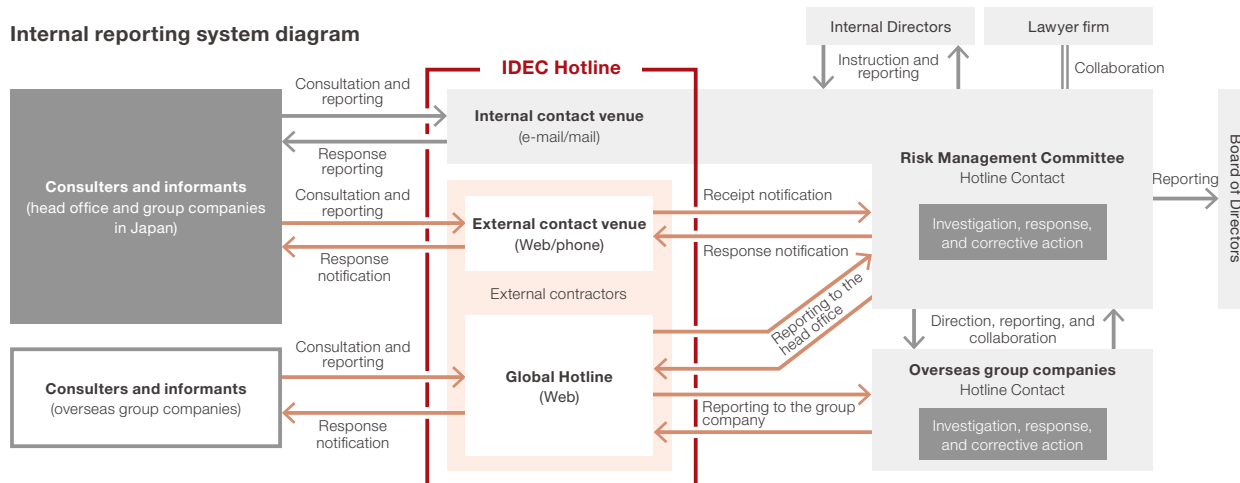 Internal reporting system diagram
IDEC Hotline
Internal Directors
Lawyer firm
Instruction and
reporting
Collaboration
Consultation and
reporting
Response
reporting
Internal contact venue
(e-mail/mail)
Consulters and informants
(head office and group companies
in Japan)
Consultation and
reporting
Response
notification
External contact venue
(Web/phone)
External contractors
Receipt notification
Response notification
Risk Management Committee
Hotline Contact
Investigation, response,
and corrective action
Reporting
Board of
Directors
Reporting to the
head office
Direction, reporting, and
collaboration
Consulters and informants
(overseas group companies)
Consultation and
reporting
Response
notification
Global Hotline
(Web)
Reporting to the group
company
Overseas group companies
Hotline Contact
Investigation, response,
and corrective action